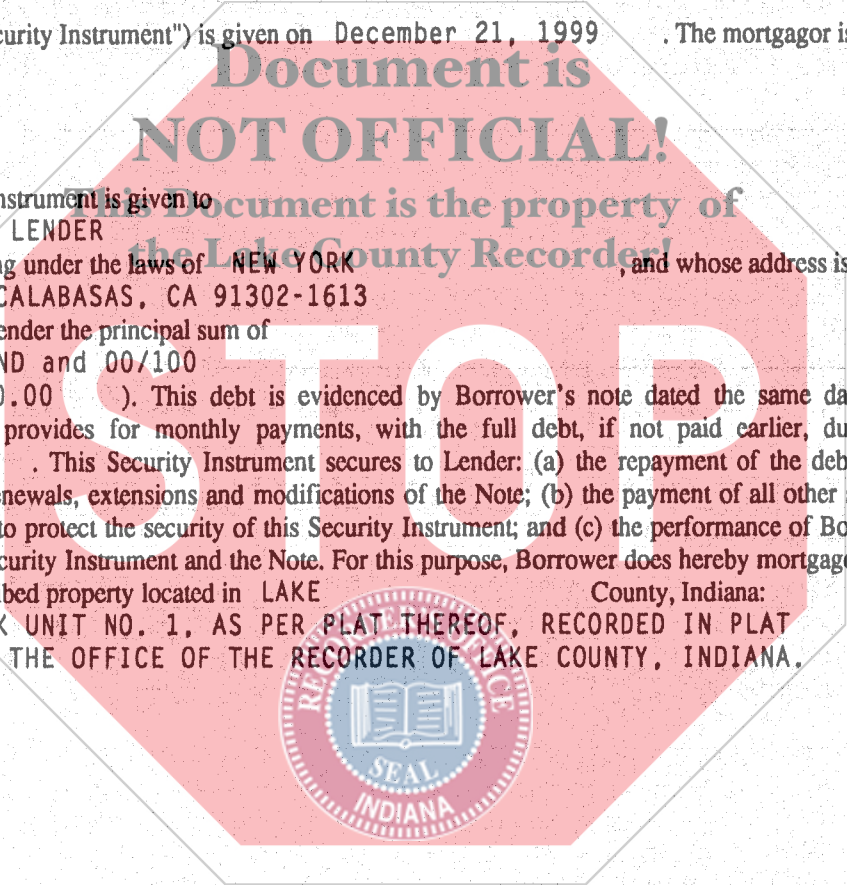 curity Instrument") is given on December 21, 1999 . The mortgagor is
Document is
NOT OFFICIAL!
nstrument is given to
This Document is the property of
LENDER
the Lake County Recorder!
g under the laws of NEW YORK , and whose address is
CALABASAS, CA 91302-1613
ender the principal sum of
ND and 00/100
0.00 ). This debt is evidenced by Borrower's note dated the same da
provides for monthly payments, with the full debt, if not paid earlier, du
. This Security Instrument secures to Lender: (a) the repayment of the deb
enewals, extensions and modifications of the Note; (b) the payment of all other
to protect the security of this Security Instrument; and (c) the performance of Bo
curity Instrument and the Note. For this purpose, Borrower does hereby mortgage
bed property located in LAKE County, Indiana:
K UNIT NO. 1, AS PER PLAT THEREOF, RECORDED IN PLAT
THE OFFICE OF THE RECORDER OF LAKE COUNTY, INDIANA.
STOP
RECORDER'S OFFICE
SEAL
INDIANA